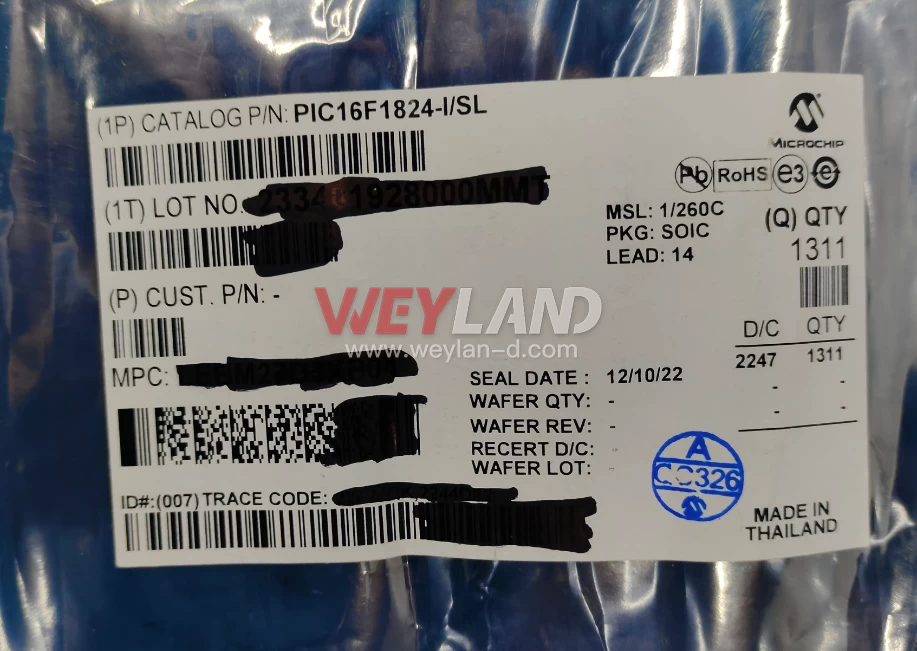 (1P) CATALOG P/N: PIC16F1824-I/SL
MICROCHIP
Pb RoHS e3 e
(1T) LOT NO.
MSL: 1/260C
PKG: SOIC
LEAD: 14
(Q) QTY
1311
(P) CUST. P/N: -
WEYLAND
www.weylan-d.com
D/C QTY
2247 1311
- -
- -
MPC:
SEAL DATE : 12/10/22
WAFER QTY: -
WAFER REV: -
RECERT D/C:
WAFER LOT: -
A
326
ID#:(007) TRACE CODE:
MADE IN
THAILAND